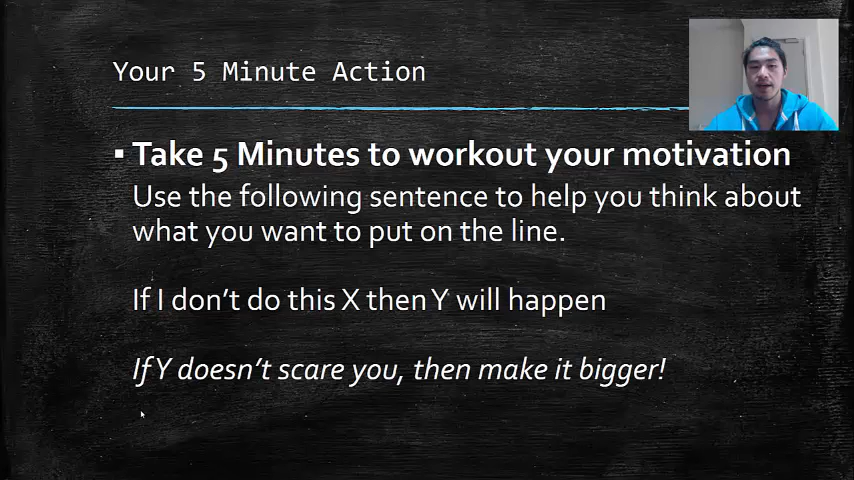 Your 5 Minute Action
▪ Take 5 Minutes to workout your motivation
Use the following sentence to help you think about
what you want to put on the line.
If I don't do this X then Y will happen
If Y doesn't scare you, then make it bigger!